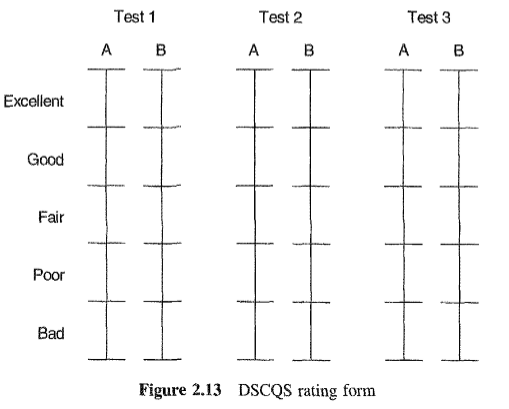 Test 1 Test 2 Test 3
A B A B A B
Excellent
Good
Fair
Poor
Bad
Figure 2.13 DSCQS rating form